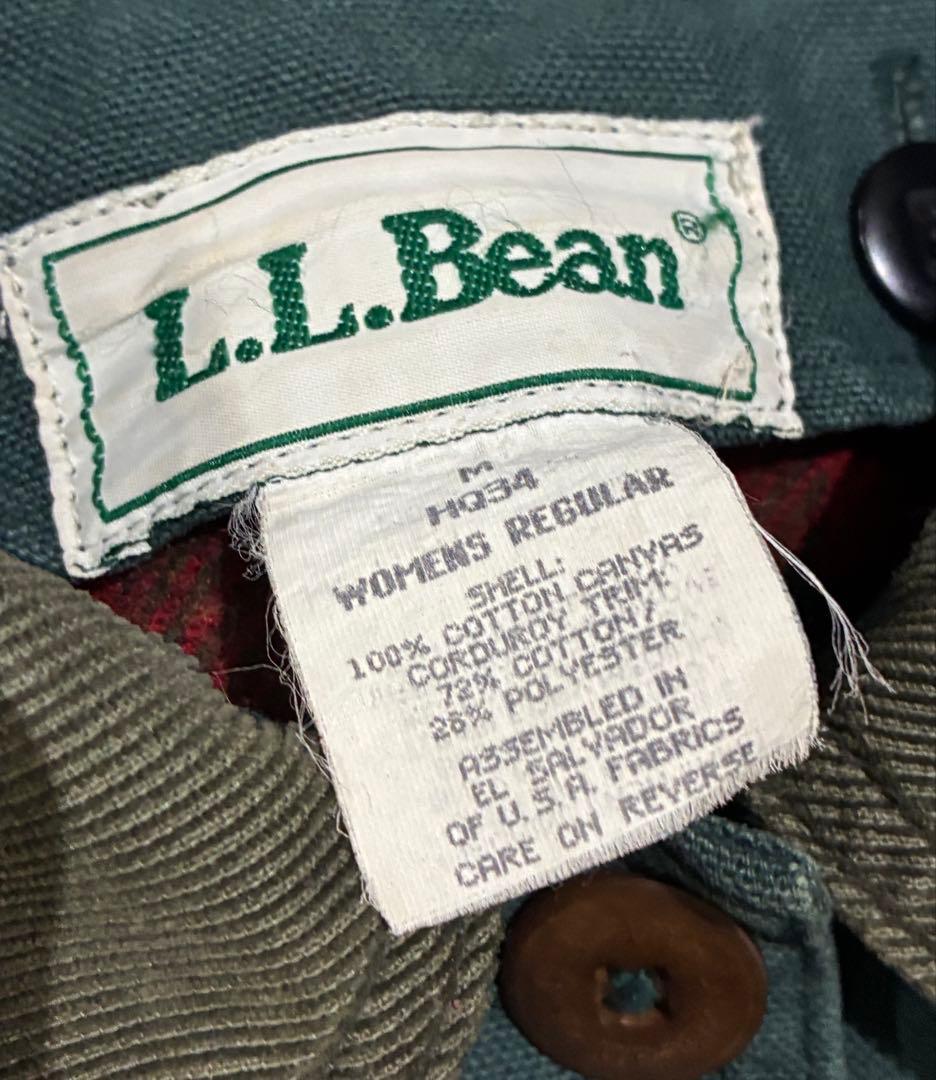 L.L.Bean®
M
HQ34
WOMENS REGULAR
SHELL:
100% COTTON CANVAS
CORDUROY TRIM:
72% COTTON/
28% POLYESTER
ASSEMBLED IN
EL SALVADOR
OF U.S.A. FABRICS
CARE ON REVERSE